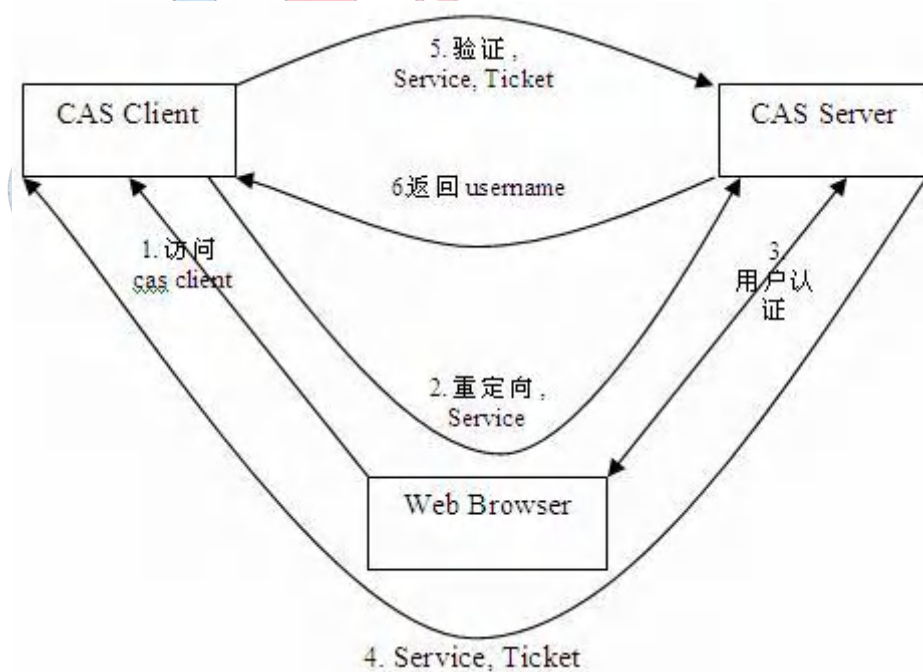 5. 验证，
Service, Ticket
CAS Client
CAS Server
6.返回 username
1. 访问
cas client
3.
用户认
证
2. 重定向，
Service
Web Browser
4. Service, Ticket